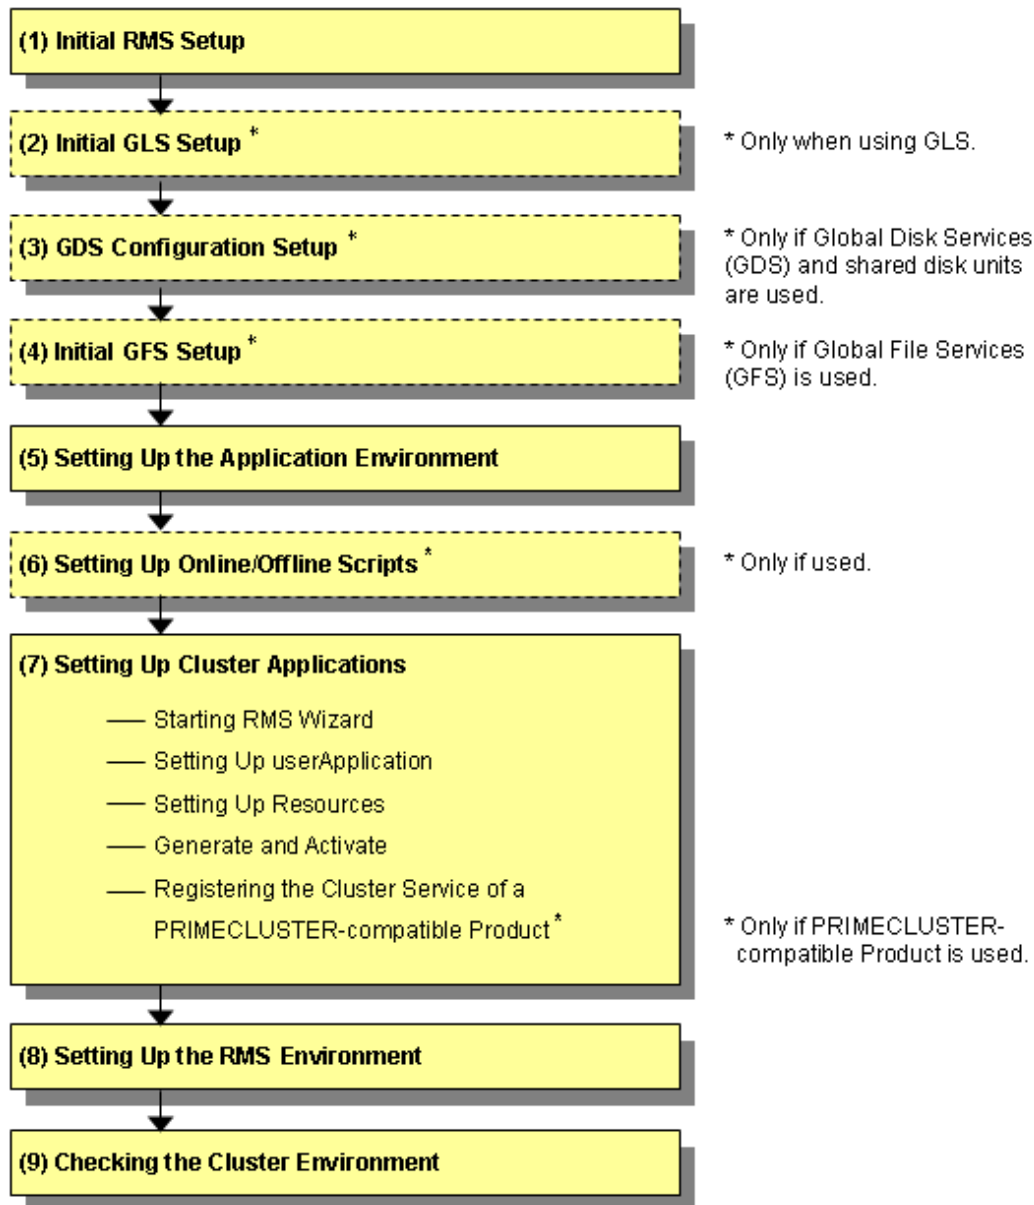 (1) Initial RMS Setup
(2) Initial GLS Setup *
* Only when using GLS.
(3) GDS Configuration Setup *
* Only if Global Disk Services
(GDS) and shared disk units
are used.
(4) Initial GFS Setup *
* Only if Global File Services
(GFS) is used.
(5) Setting Up the Application Environment
(6) Setting Up Online/Offline Scripts *
* Only if used.
(7) Setting Up Cluster Applications
Starting RMS Wizard
Setting Up userApplication
Setting Up Resources
Generate and Activate
Registering the Cluster Service of a
PRIMECLUSTER-compatible Product *
* Only if PRIMECLUSTER-
compatible Product is used.
(8) Setting Up the RMS Environment
(9) Checking the Cluster Environment